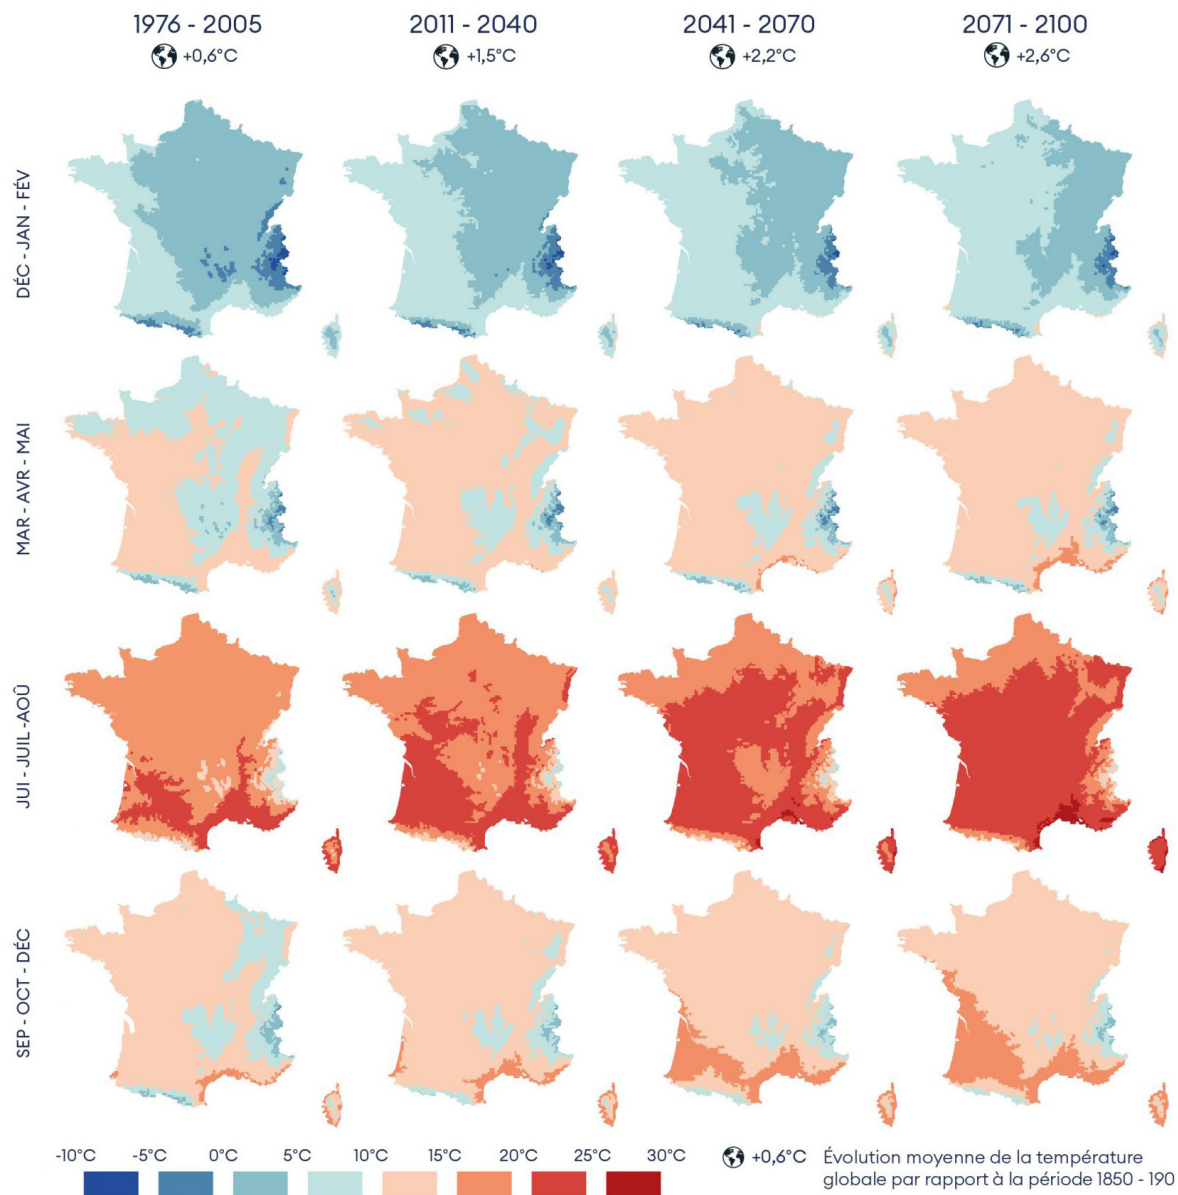 1976 - 2005
2011 - 2040
2041 - 2070
2071 - 2100
+0,6°C
+1,5°C
+2,2°C
+2,6°C
DÉC - JAN - FÉV
MAR - AVR - MAI
JUI - JUIL -AOÛ
SEP - OCT - DÉC
-10°C -5°C 0°C 5°C 10°C 15°C 20°C 25°C 30°C
+0,6°C Évolution moyenne de la température
globale par rapport à la période 1850 - 190